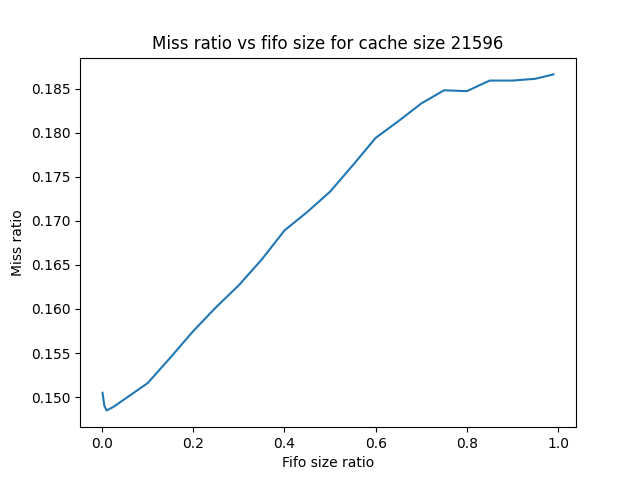 Miss ratio vs fifo size for cache size 21596
Miss ratio
0.185
0.180
0.175
0.170
0.165
0.160
0.155
0.150
0.0 0.2 0.4 0.6 0.8 1.0
Fifo size ratio